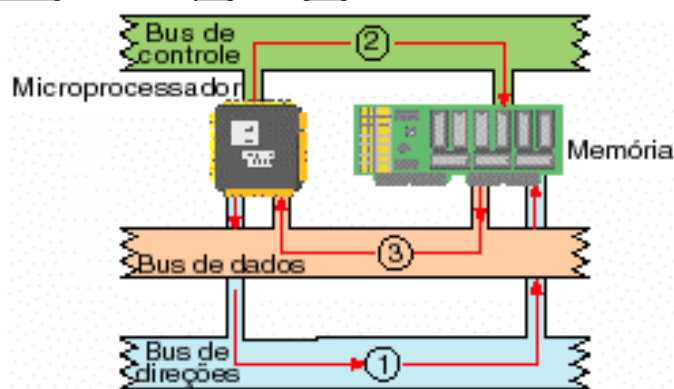 Bus de
controle
2
Microprocessador
Memória
3
Bus de dados
Bus de
direções
1